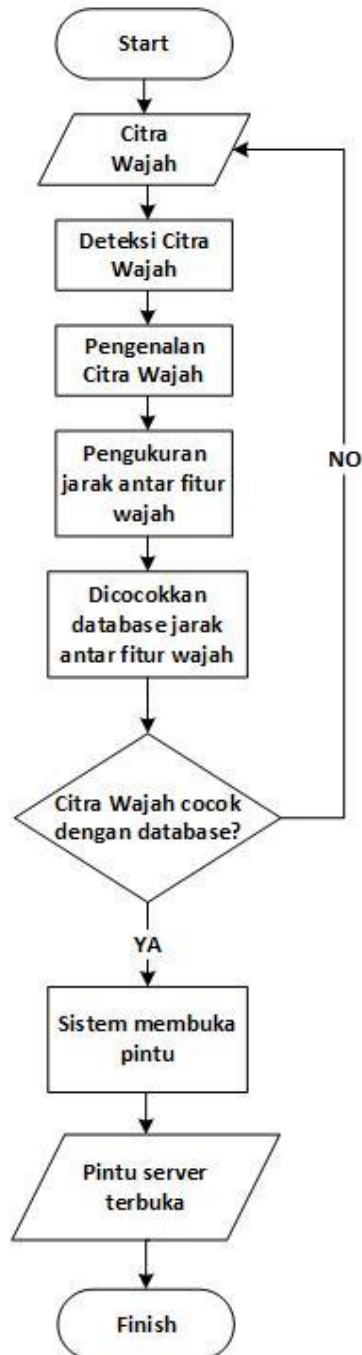 Start
Citra
Wajah
Deteksi Citra
Wajah
Pengenalan
Citra Wajah
Pengukuran
jarak antar fitur
wajah
NO
Dicocokkan
database jarak
antar fitur wajah
Citra Wajah cocok
dengan database?
YA
Sistem membuka
pintu
Pintu server
terbuka
Finish